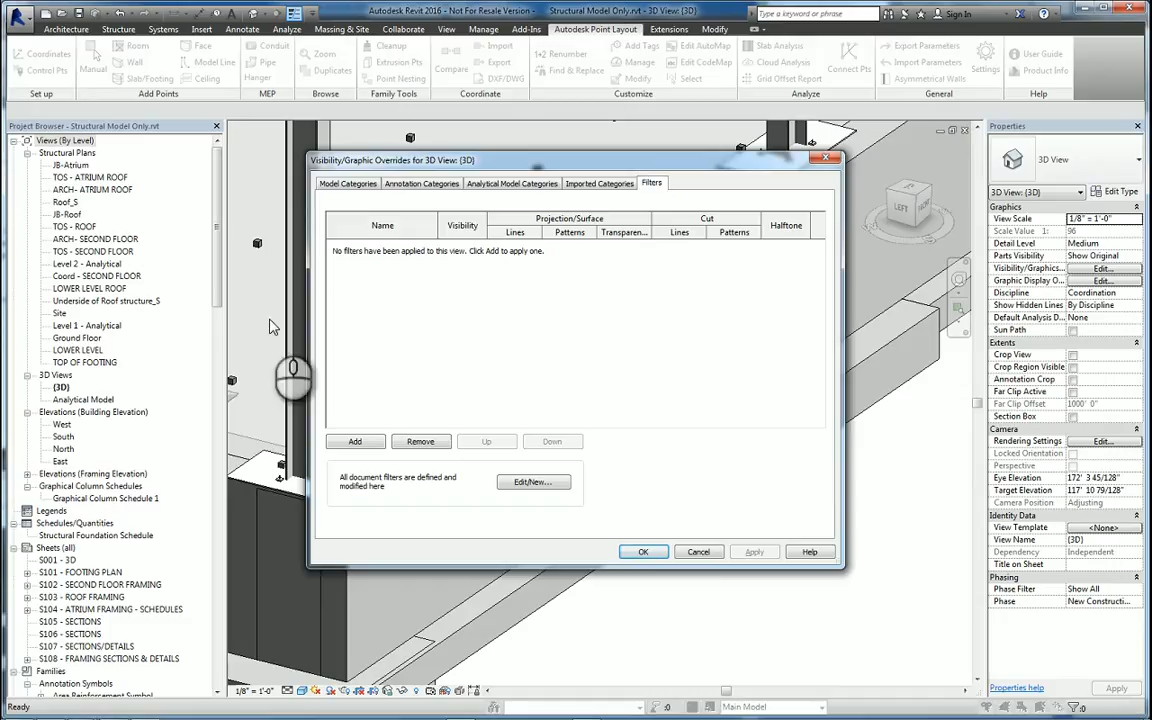 Autodesk Revit 2016 - Not For Resale Version - Structural Model Only.rvt - 3D View: {3D}
Type a keyword or phrase
Sign In
Architecture Structure Systems Insert Annotate Analyze Massing & Site Collaborate View Manage Add-Ins Autodesk Point Layout Extensions Modify
Coordinates
Control Pts
Set up
Manual
Room
Wall
Slab/Footing
Face
Model Line
Ceiling
Add Points
Conduit
Pipe
Hanger
MEP
Zoom
Duplicates
Browse
Cleanup
Extrusion Pts
Point Nesting
Family Tools
Compare
Import
Export
DXF/DWG
Coordinate
Renumber
Find & Replace
Add Tags
Manage
Modify
Edit AutoMap
Edit CodeMap
Select
Customize
Slab Analysis
Cloud Analysis
Grid Offset Report
Connect Pts
Analyze
Export Parameters
Import Parameters
Asymmetrical Walls
Settings
General
User Guide
Product Info
Help
Project Browser - Structural Model Only.rvt
Views (By Level)
Structural Plans
JB-Atrium
TOS - ATRIUM ROOF
ARCH- ATRIUM ROOF
Roof_S
JB-Roof
TOS - ROOF
ARCH - SECOND FLOOR
TOS - SECOND FLOOR
Level 2 - Analytical
Coord - SECOND FLOOR
LOWER LEVEL ROOF
Underside of Roof structure_S
Site
Level 1 - Analytical
Ground Floor
LOWER LEVEL
TOP OF FOOTING
3D Views
{3D}
Analytical Model
Elevations (Building Elevation)
West
South
North
East
Elevations (Framing Elevation)
Graphical Column Schedules
Graphical Column Schedule 1
Legends
Schedules/Quantities
Structural Foundation Schedule
Sheets (all)
S001 - 3D
S101 - FOOTING PLAN
S102 - SECOND FLOOR FRAMING
S103 - ROOF FRAMING
S104 - ATRIUM FRAMING - SCHEDULES
S105 - SECTIONS
S106 - SECTIONS
S107 - SECTIONS/DETAILS
S108 - FRAMING SECTIONS & DETAILS
Families
Annotation Symbols
Area Reinforcement Symbol
Visibility/Graphic Overrides for 3D View: {3D}
Model Categories Annotation Categories Analytical Model Categories Imported Categories Filters
Name Visibility Projection/Surface Cut Halftone
Lines Patterns Transparen... Lines Patterns
No filters have been applied to this view. Click Add to apply one.
Add Remove Up Down
All document filters are defined and
modified here
Edit/New...
OK Cancel Apply Help
LEFT
FRONT
Properties
3D View
3D View: {3D} Edit Type
Graphics
View Scale 1/8" = 1'-0"
Scale Value 1: 96
Detail Level Medium
Parts Visibility Show Original
Visibility/Graphics... Edit...
Graphic Display O... Edit...
Discipline Coordination
Show Hidden Lines By Discipline
Default Analysis D... None
Sun Path
Extents
Crop View
Crop Region Visible
Annotation Crop
Far Clip Active
Far Clip Offset 1000' 0"
Section Box
Camera
Rendering Settings Edit...
Locked Orientation
Perspective
Eye Elevation 172' 3 45/128"
Target Elevation 117' 10 79/128"
Camera Position Adjusting
Identity Data
View Template <None>
View Name {3D}
Dependency Independent
Title on Sheet
Phasing
Phase Filter Show All
Phase New Constructi...
Properties help Apply
1/8" = 1'-0"
Ready :0 Main Model :0